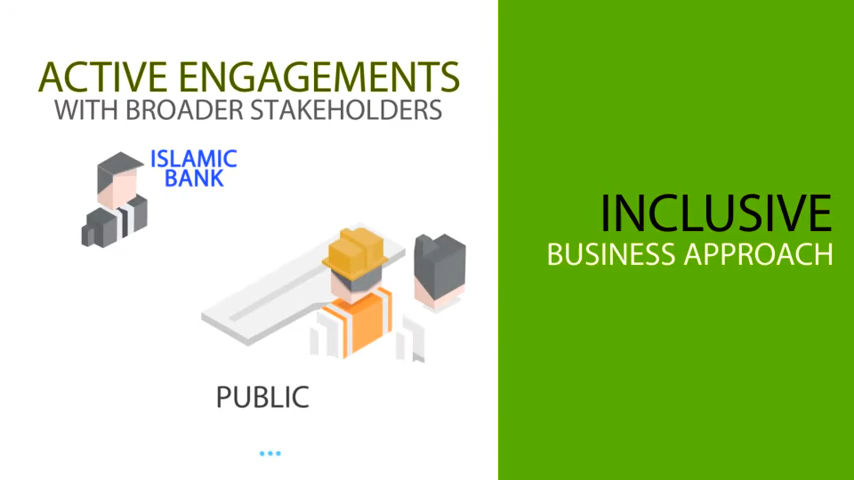 ACTIVE ENGAGEMENTS
WITH BROADER STAKEHOLDERS
ISLAMIC
BANK
PUBLIC
...
INCLUSIVE
BUSINESS APPROACH